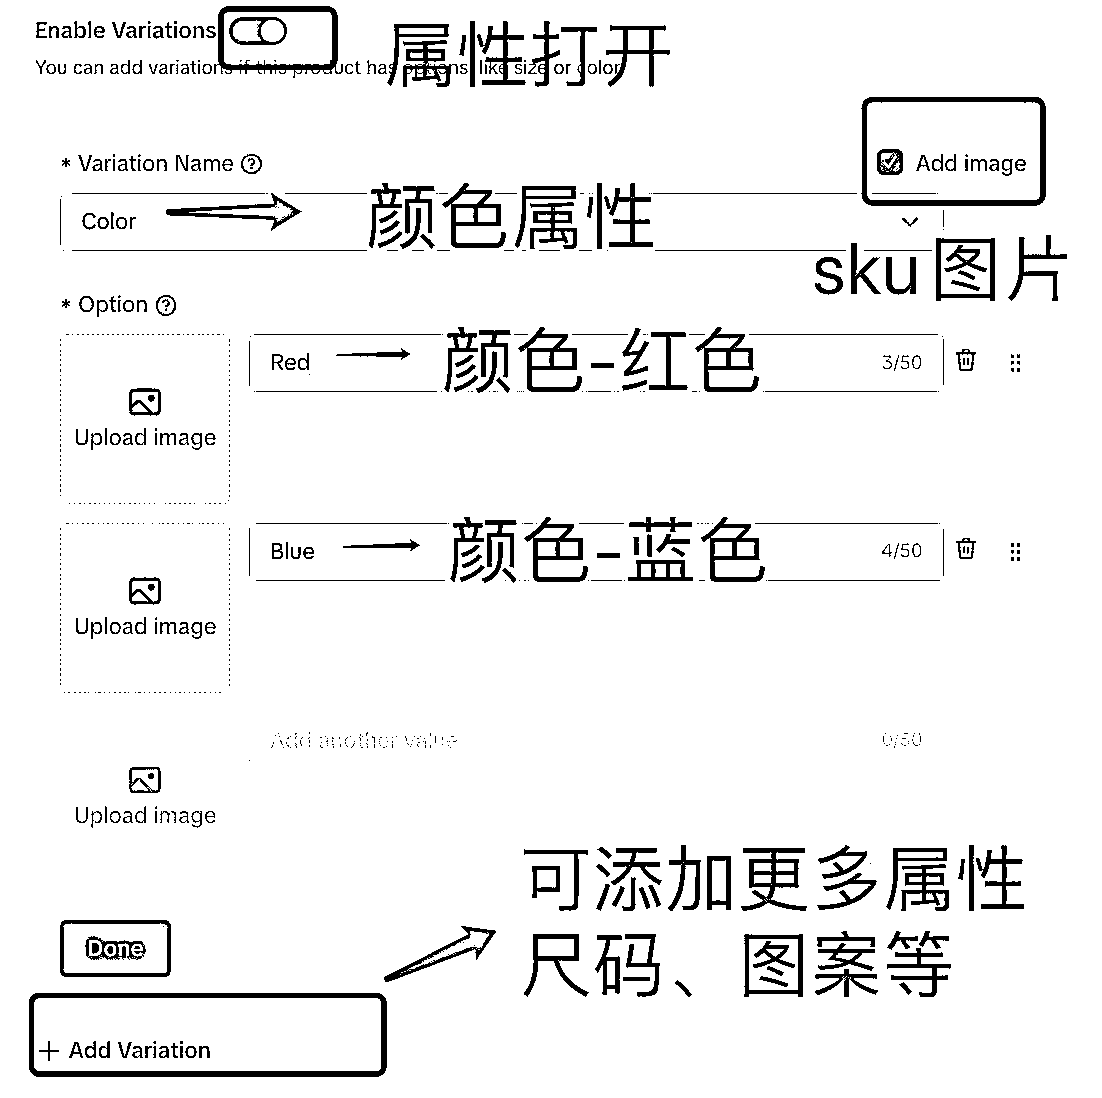 Enable Variations
属性打开
You can add variations if this product has options, like size or color.
* Variation Name
Add image
Color
颜色属性
sku图片
* Option
Red
颜色-红色
3/50
Upload image
Blue
颜色-蓝色
4/50
Upload image
Add another value
0/50
Upload image
可添加更多属性
尺码、图案等
Done
+ Add Variation